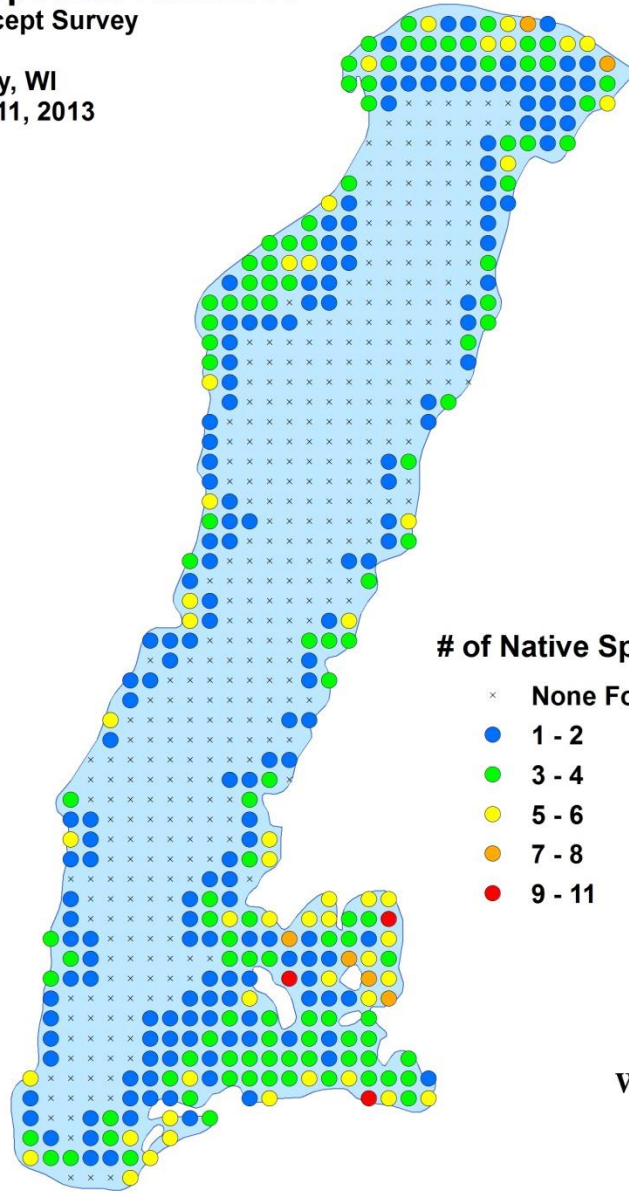 cept Survey
y, WI
11, 2013
# of Native Sp
None Fo
1 - 2
3 - 4
5 - 6
7 - 8
9 - 11